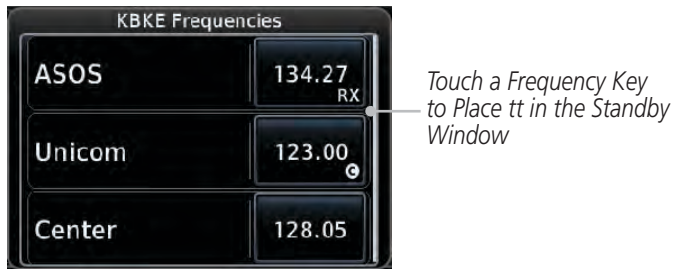 KBKE Frequencies
ASOS
134.27
RX
Unicom
123.00
C
Center
128.05
Touch a Frequency Key
to Place tt in the Standby
Window